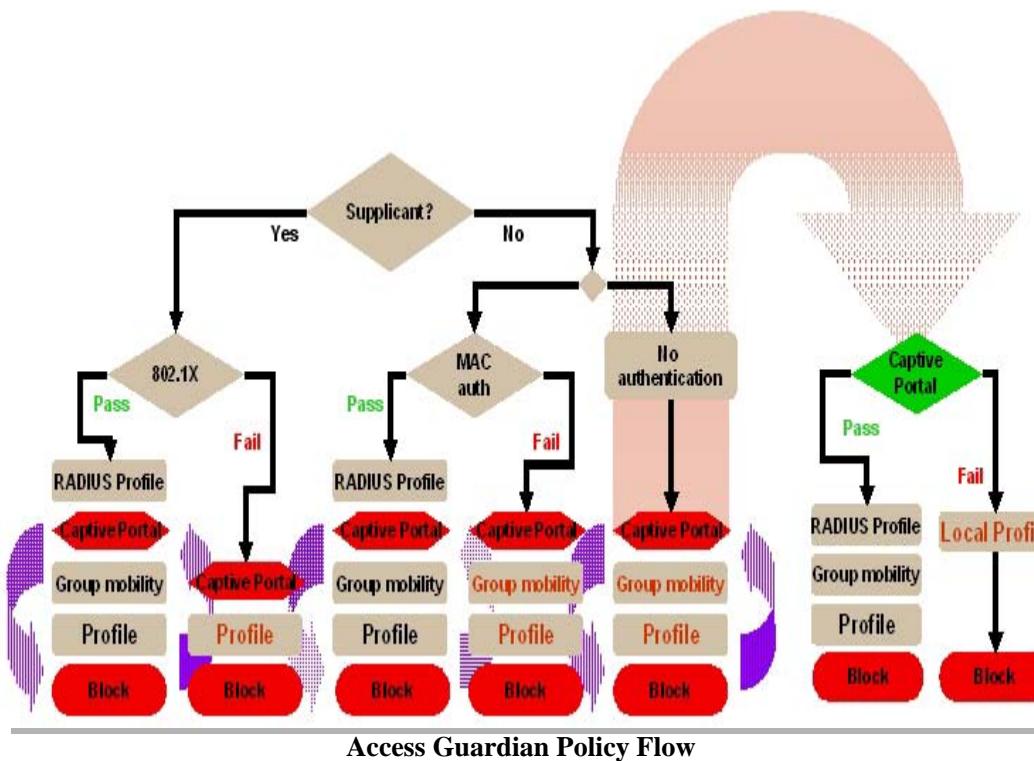 Supplicant?
Yes
No
802.1X
MAC
auth
No
authentication
Captive
Portal
Pass
Fail
Pass
Fail
Pass
Fail
RADIUS Profile
Captive Portal
Group mobility
Profile
Block
Captive Portal
Profile
Block
RADIUS Profile
Captive Portal
Group mobility
Profile
Block
Captive Portal
Group mobility
Profile
Block
Captive Portal
Group mobility
Profile
Block
RADIUS Profile
Group mobility
Profile
Block
Local Profi
Block
Access Guardian Policy Flow